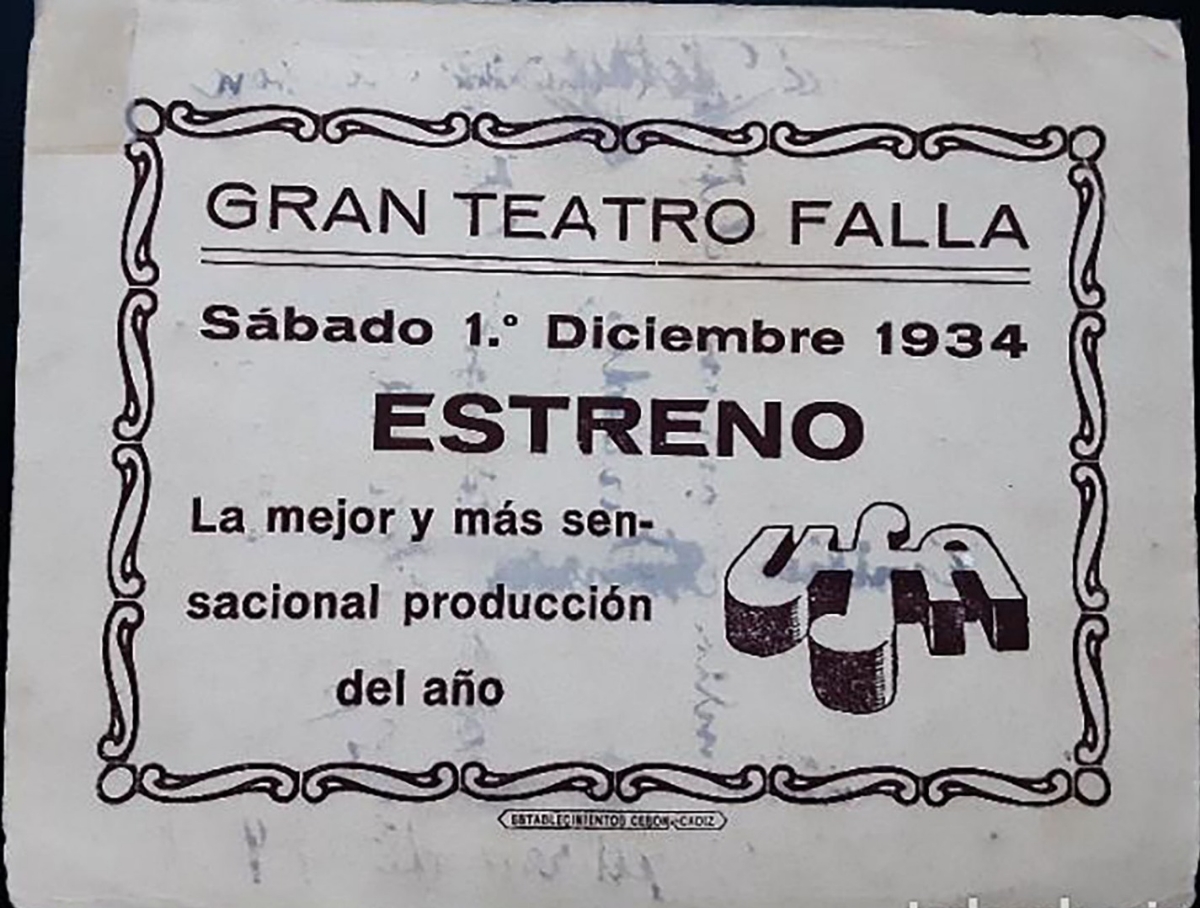 GRAN TEATRO FALLA
Sábado 1.º Diciembre 1934
ESTRENO
La mejor y más sen-
sacional producción
del año
UFA
ESTABLECIMIENTOS CERÓN-CADIZ